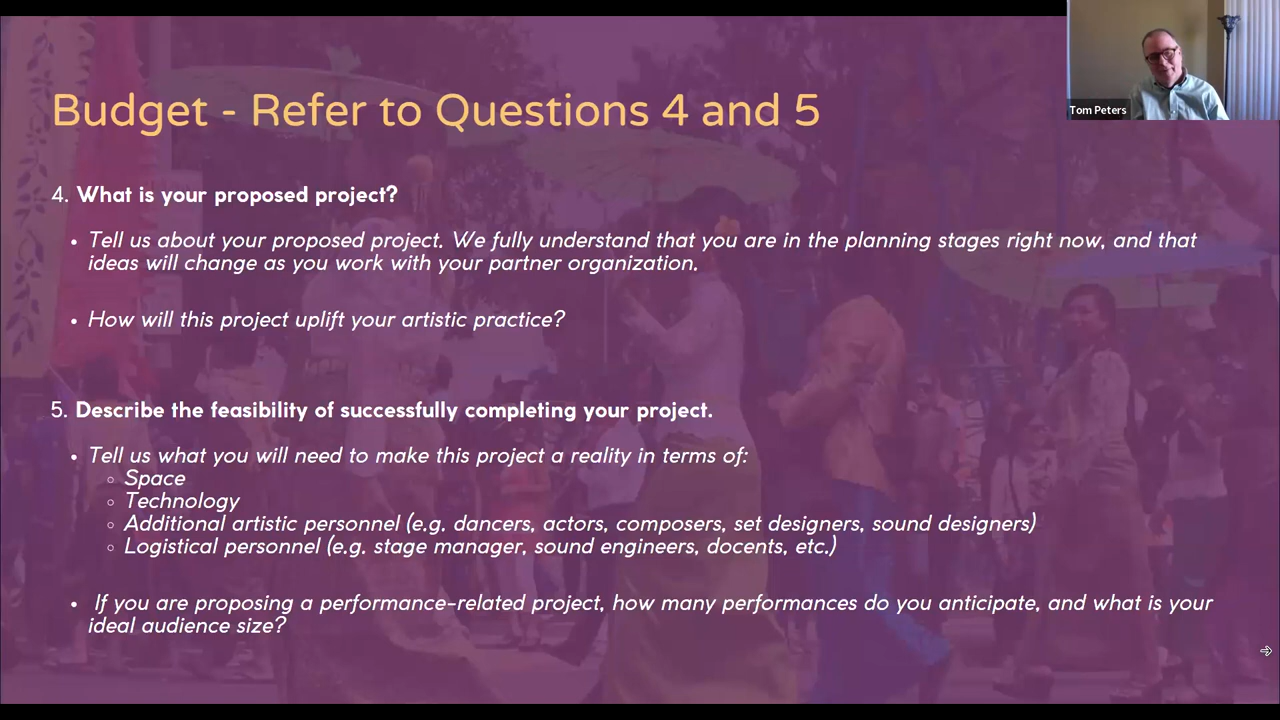 Tom Peters
Budget - Refer to Questions 4 and 5
4. What is your proposed project?
• Tell us about your proposed project. We fully understand that you are in the planning stages right now, and that
ideas will change as you work with your partner organization.
• How will this project uplift your artistic practice?
5. Describe the feasibility of successfully completing your project.
• Tell us what you will need to make this project a reality in terms of:
◦ Space
◦ Technology
◦ Additional artistic personnel (e.g. dancers, actors, composers, set designers, sound designers)
◦ Logistical personnel (e.g. stage manager, sound engineers, docents, etc.)
• If you are proposing a performance-related project, how many performances do you anticipate, and what is your
ideal audience size?